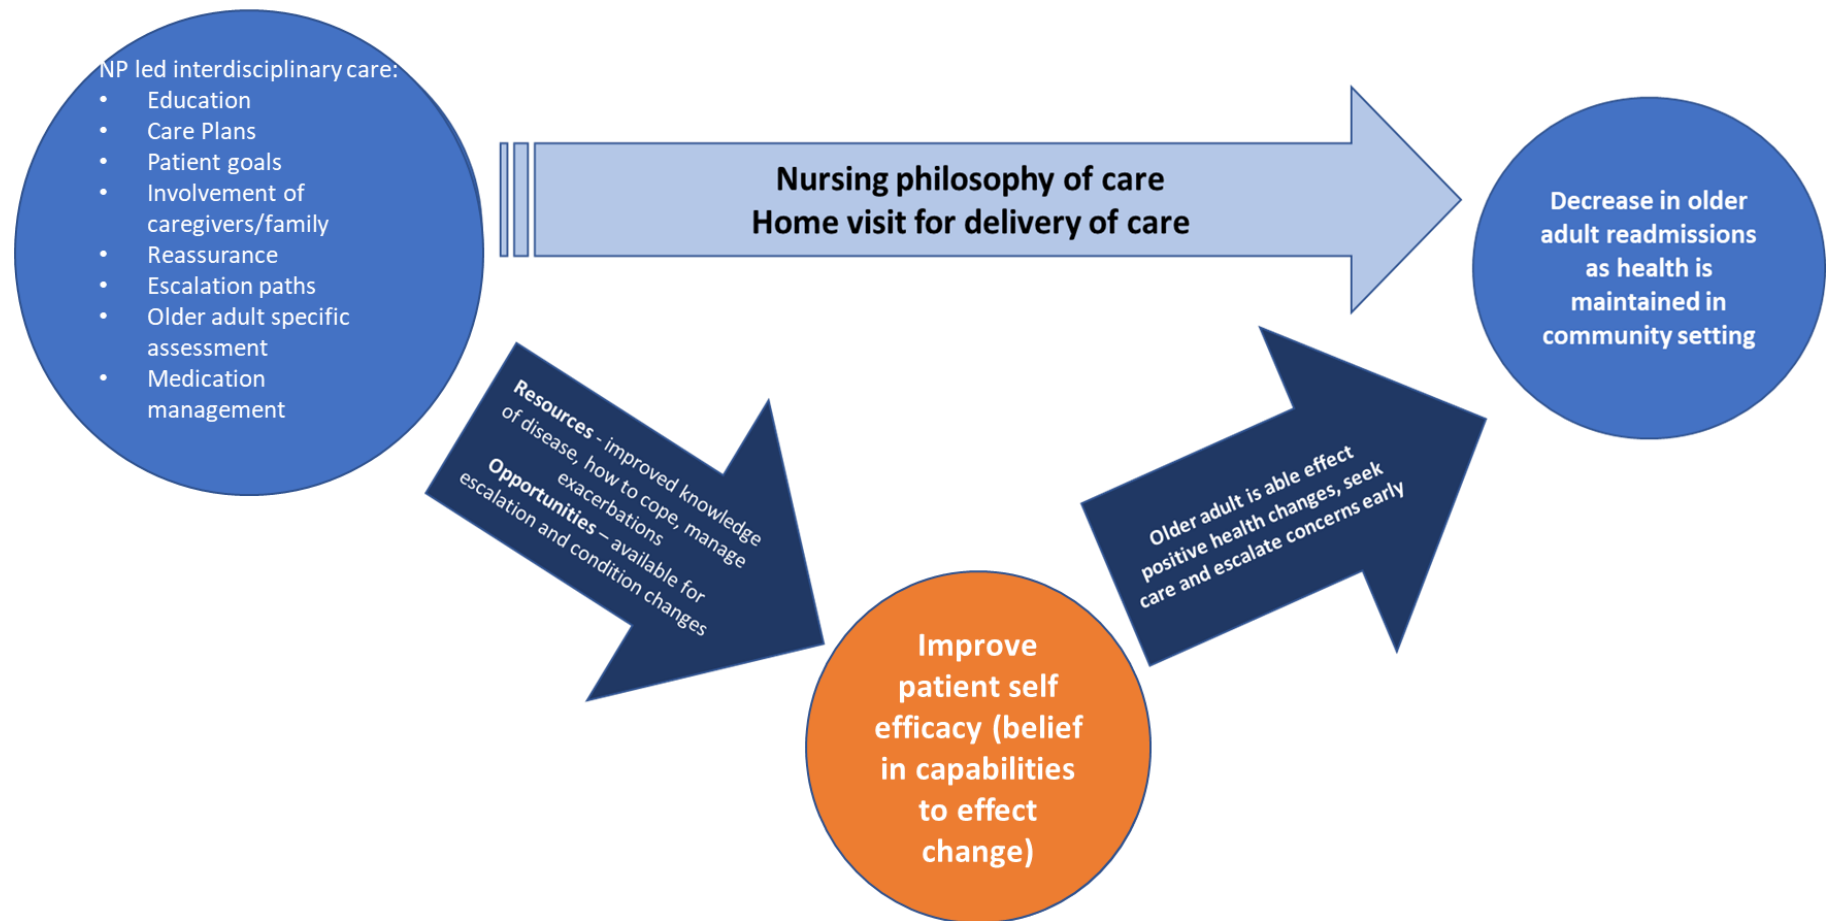 NP led interdisciplinary care:
• Education
• Care Plans
• Patient goals
• Involvement of
caregivers/family
• Reassurance
• Escalation paths
• Older adult specific
assessment
• Medication
management
Nursing philosophy of care
Home visit for delivery of care
Decrease in older
adult readmissions
as health is
maintained in
community setting
Resources - improved knowledge
of disease, how to cope, manage
exacerbations
Opportunities – available for
escalation and condition changes
Improve
patient self
efficacy (belief
in capabilities
to effect
change)
Older adult is able effect
positive health changes, seek
care and escalate concerns early